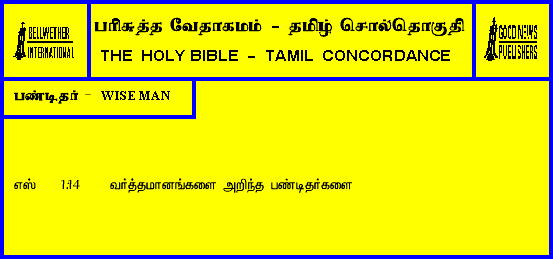 BELLWETHER
INTERNATIONAL
பரிசுத்த வேதாகமம் - தமிழ் சொல்தொகுதி
THE HOLY BIBLE - TAMIL CONCORDANCE
GOOD NEWS
PUBLISHERS
பண்டிதர் - WISE MAN
எஸ் 1:14 வர்த்தமானங்களை அறிந்த பண்டிதர்களை